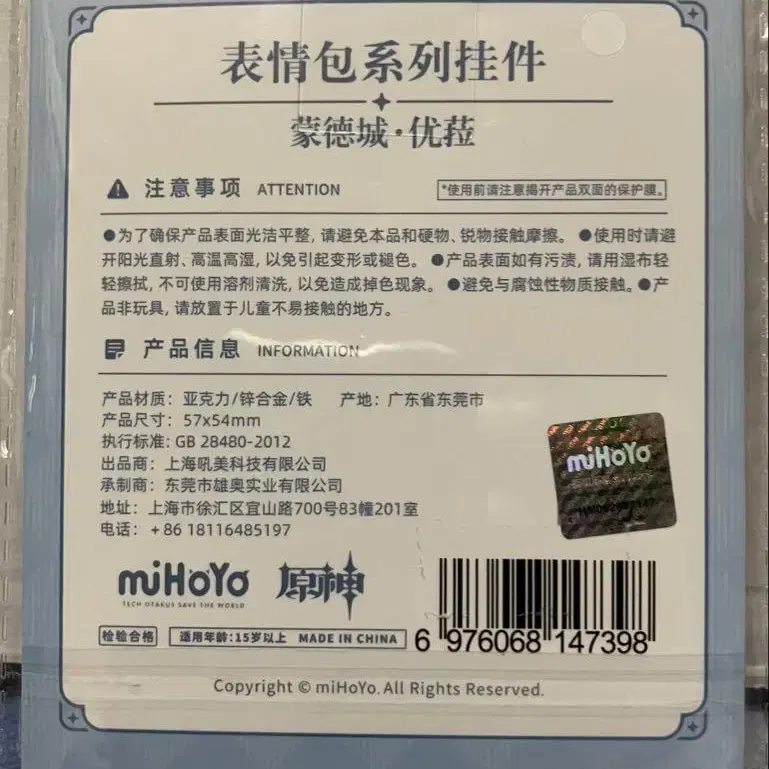 表情包系列挂件
蒙德城·优菈
注意事项 ATTENTION
*使用前请注意揭开产品双面的保护膜。
●为了确保产品表面光洁平整, 请避免本品和硬物、锐物接触摩擦。 ●使用时请避
开阳光直射、高温高湿, 以免引起变形或褪色。 ●产品表面如有污渍, 请用湿布轻
轻擦拭, 不可使用溶剂清洗, 以免造成掉色现象。 ●避免与腐蚀性物质接触。●产
品非玩具, 请放置于儿童不易接触的地方。
产品信息 INFORMATION
产品材质: 亚克力/锌合金/铁 产地: 广东省东莞市
产品尺寸: 57x54mm
执行标准: GB 28480-2012
出品商: 上海吼美科技有限公司
承制商: 东莞市雄奥实业有限公司
地址: 上海市徐汇区宜山路700号83幢201室
电话: +86 18116485197
miHoYo
miHoYo
TECH OTAKUS SAVE THE WORLD
原神
检验合格
适用年龄:15岁以上 MADE IN CHINA
6 976068 147398
Copyright © miHoYo. All Rights Reserved.